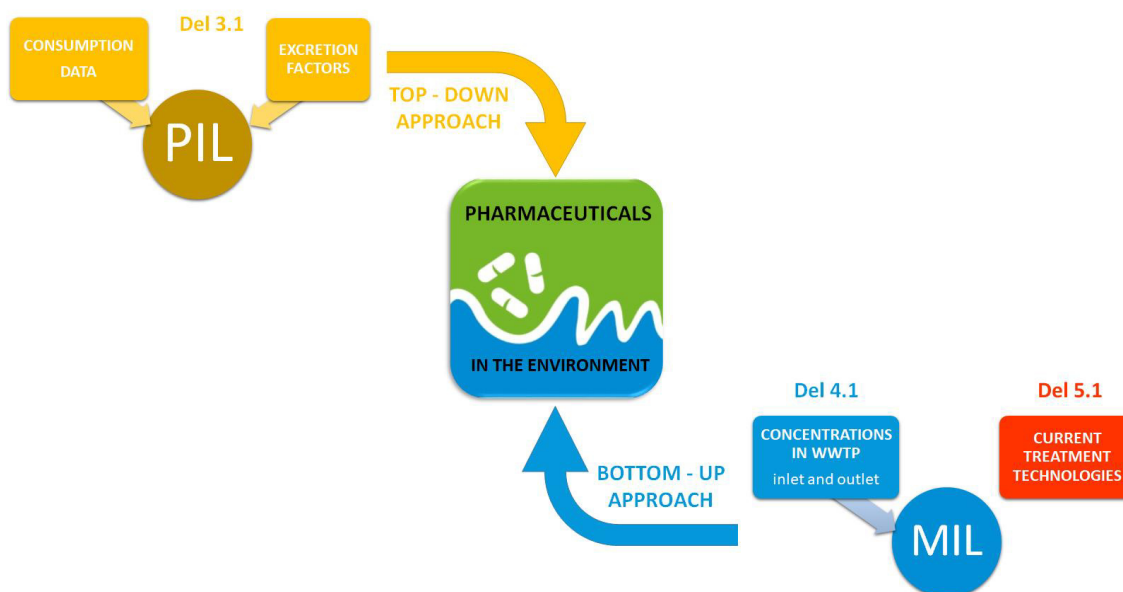 Del 3.1
CONSUMPTION
DATA
EXCRETION
FACTORS
PIL
TOP - DOWN
APPROACH
PHARMACEUTICALS
IN THE ENVIRONMENT
BOTTOM - UP
APPROACH
Del 4.1
CONCENTRATIONS
IN WWTP
inlet and outlet
MIL
Del 5.1
CURRENT
TREATMENT
TECHNOLOGIES